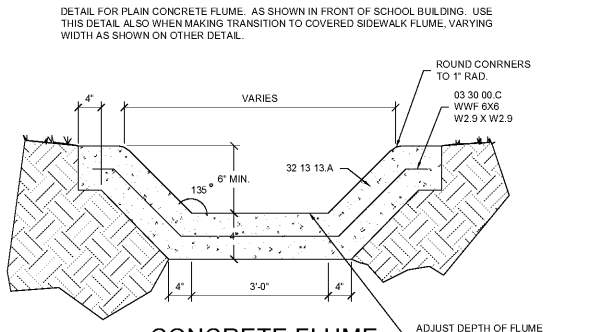 DETAIL FOR PLAIN CONCRETE FLUME. AS SHOWN IN FRONT OF SCHOOL BUILDING. USE
THIS DETAIL ALSO WHEN MAKING TRANSITION TO COVERED SIDEWALK FLUME, VARYING
WIDTH AS SHOWN ON OTHER DETAIL.
ROUND CONRNERS
TO 1" RAD.
4"
VARIES
03 30 00.C
WWF 6X6
W2.9 X W2.9
32 13 13.A
6" MIN.
135°
4"
4"
3'-0"
4"
CONCRETE FLUME
ADJUST DEPTH OF FLUME